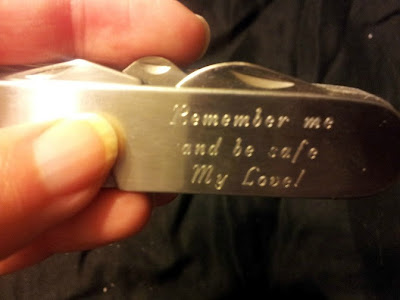 Remember me
and be safe
My Love!